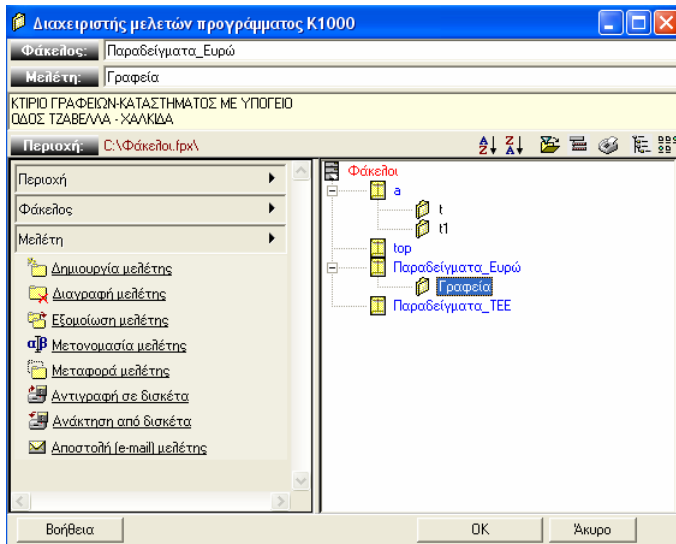 Διαχειριστής μελετών προγράμματος Κ1000
Φάκελος: Παραδείγματα_Ευρώ
Μελέτη: Γραφεία
ΚΤΙΡΙΟ ΓΡΑΦΕΙΩΝ-ΚΑΤΑΣΤΗΜΑΤΟΣ ΜΕ ΥΠΟΓΕΙΟ
ΟΔΟΣ ΤΖΑΒΕΛΛΑ - ΧΑΛΚΙΔΑ
Περιοχή: C:\Φάκελοι.fpx\
Περιοχή
Φάκελος
Μελέτη
Δημιουργία μελέτης
Διαγραφή μελέτης
Εξομοίωση μελέτης
αβ Μετονομασία μελέτης
Μεταφορά μελέτης
Αντιγραφή σε δισκέτα
Ανάκτηση από δισκέτα
Αποστολή (e-mail) μελέτης
Φάκελοι
a
t
t1
top
Παραδείγματα_Ευρώ
Γραφεία
Παραδείγματα_ΤΕΕ
Βοήθεια
OK
Άκυρο